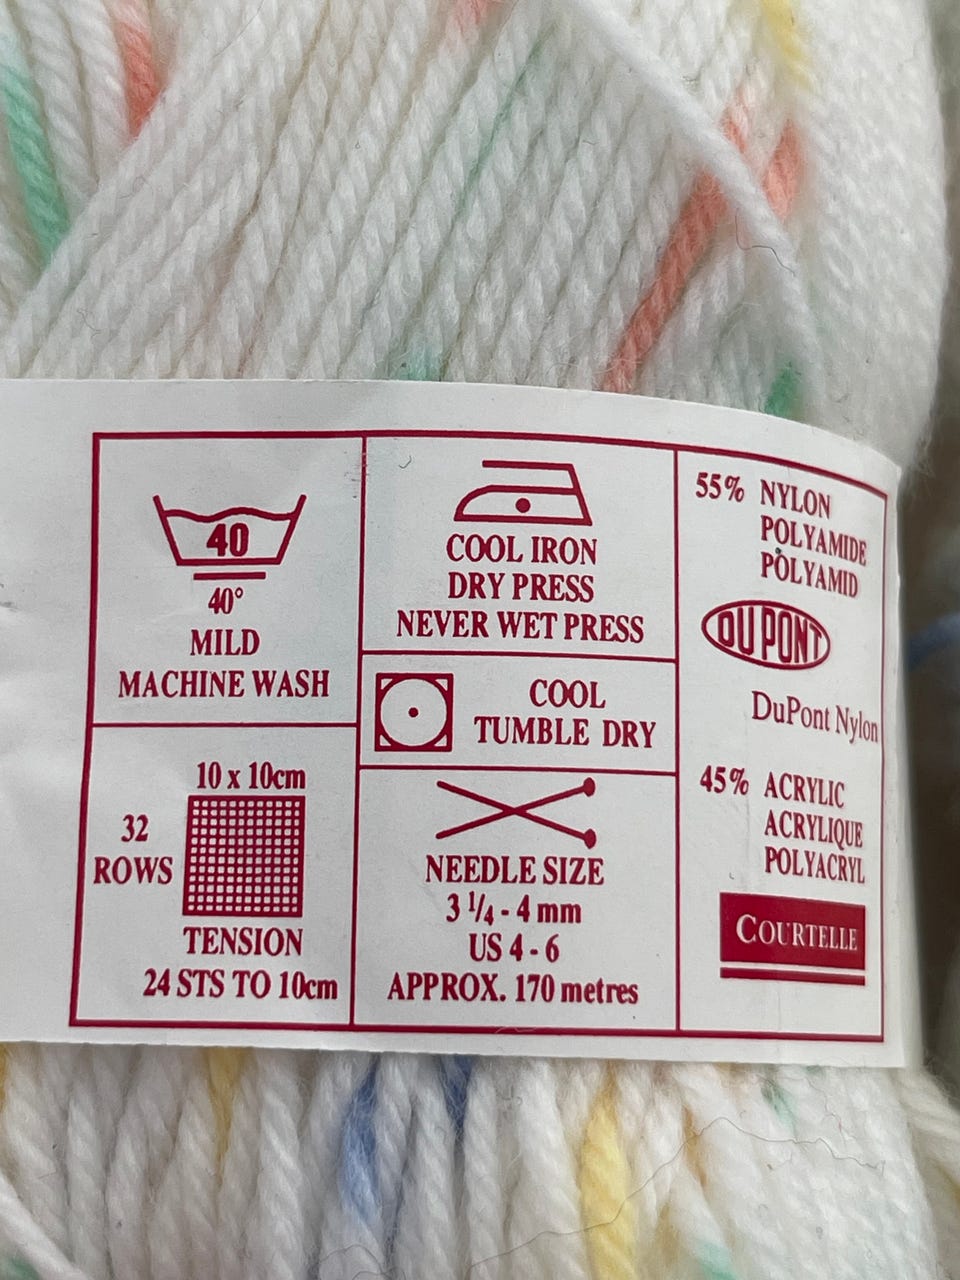 40
40°
MILD
MACHINE WASH
10 x 10cm
32
ROWS
TENSION
24 STS TO 10cm
COOL IRON
DRY PRESS
NEVER WET PRESS
COOL
TUMBLE DRY
NEEDLE SIZE
3 1/4 - 4 mm
US 4 - 6
APPROX. 170 metres
55% NYLON
POLYAMIDE
POLYAMID
DU PONT
DuPont Nylon
45% ACRYLIC
ACRYLIQUE
POLYACRYL
COURTELLE